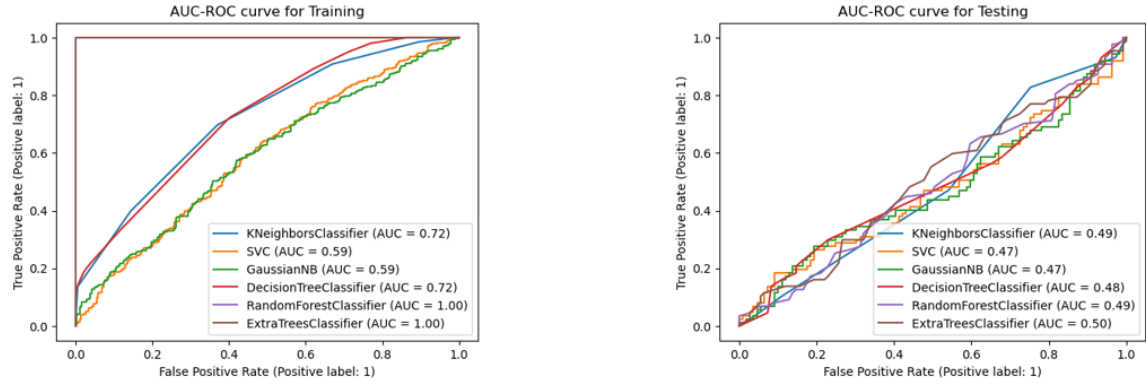 AUC-ROC curve for Training
True Positive Rate (Positive label: 1)
1.0
0.8
0.6
0.4
0.2
0.0
KNeighborsClassifier (AUC = 0.72)
SVC (AUC = 0.59)
GaussianNB (AUC = 0.59)
DecisionTreeClassifier (AUC = 0.72)
RandomForestClassifier (AUC = 1.00)
ExtraTreesClassifier (AUC = 1.00)
0.0 0.2 0.4 0.6 0.8 1.0
False Positive Rate (Positive label: 1)
AUC-ROC curve for Testing
True Positive Rate (Positive label: 1)
1.0
0.8
0.6
0.4
0.2
0.0
KNeighborsClassifier (AUC = 0.49)
SVC (AUC = 0.47)
GaussianNB (AUC = 0.47)
DecisionTreeClassifier (AUC = 0.48)
RandomForestClassifier (AUC = 0.49)
ExtraTreesClassifier (AUC = 0.50)
0.0 0.2 0.4 0.6 0.8 1.0
False Positive Rate (Positive label: 1)